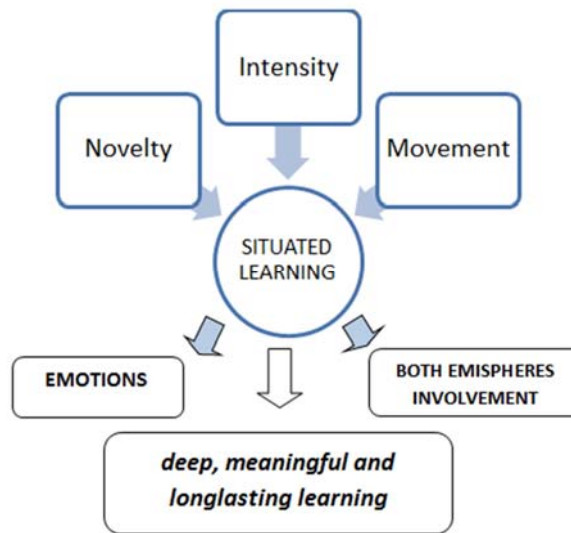 Intensity
Novelty
Movement
SITUATED
LEARNING
EMOTIONS
BOTH EMISPHERES
INVOLVEMENT
deep, meaningful and
longlasting learning